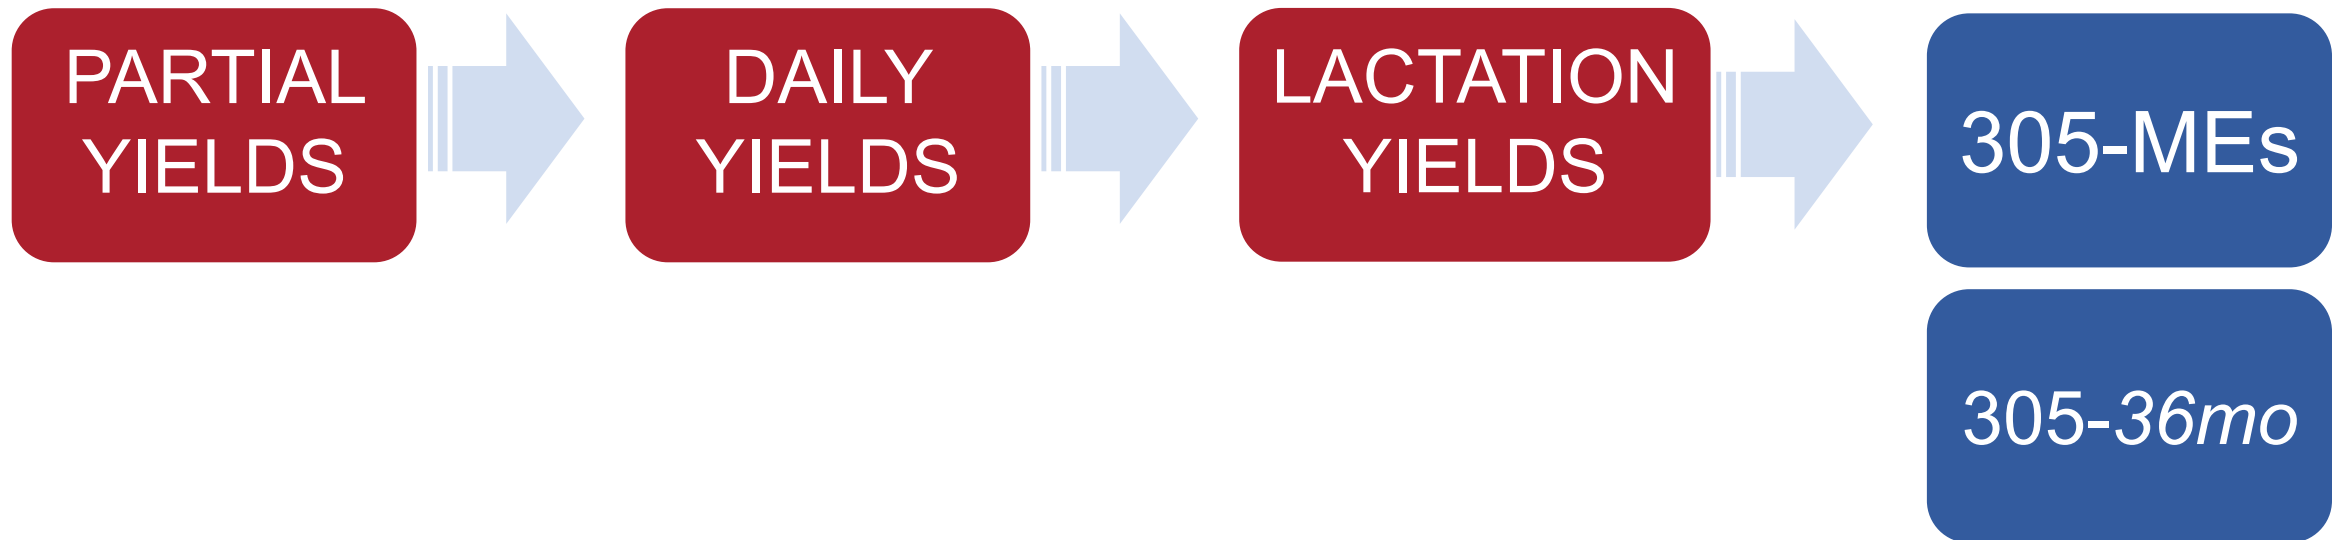 PARTIAL
YIELDS
DAILY
YIELDS
LACTATION
YIELDS
305-MEs
305-36mo